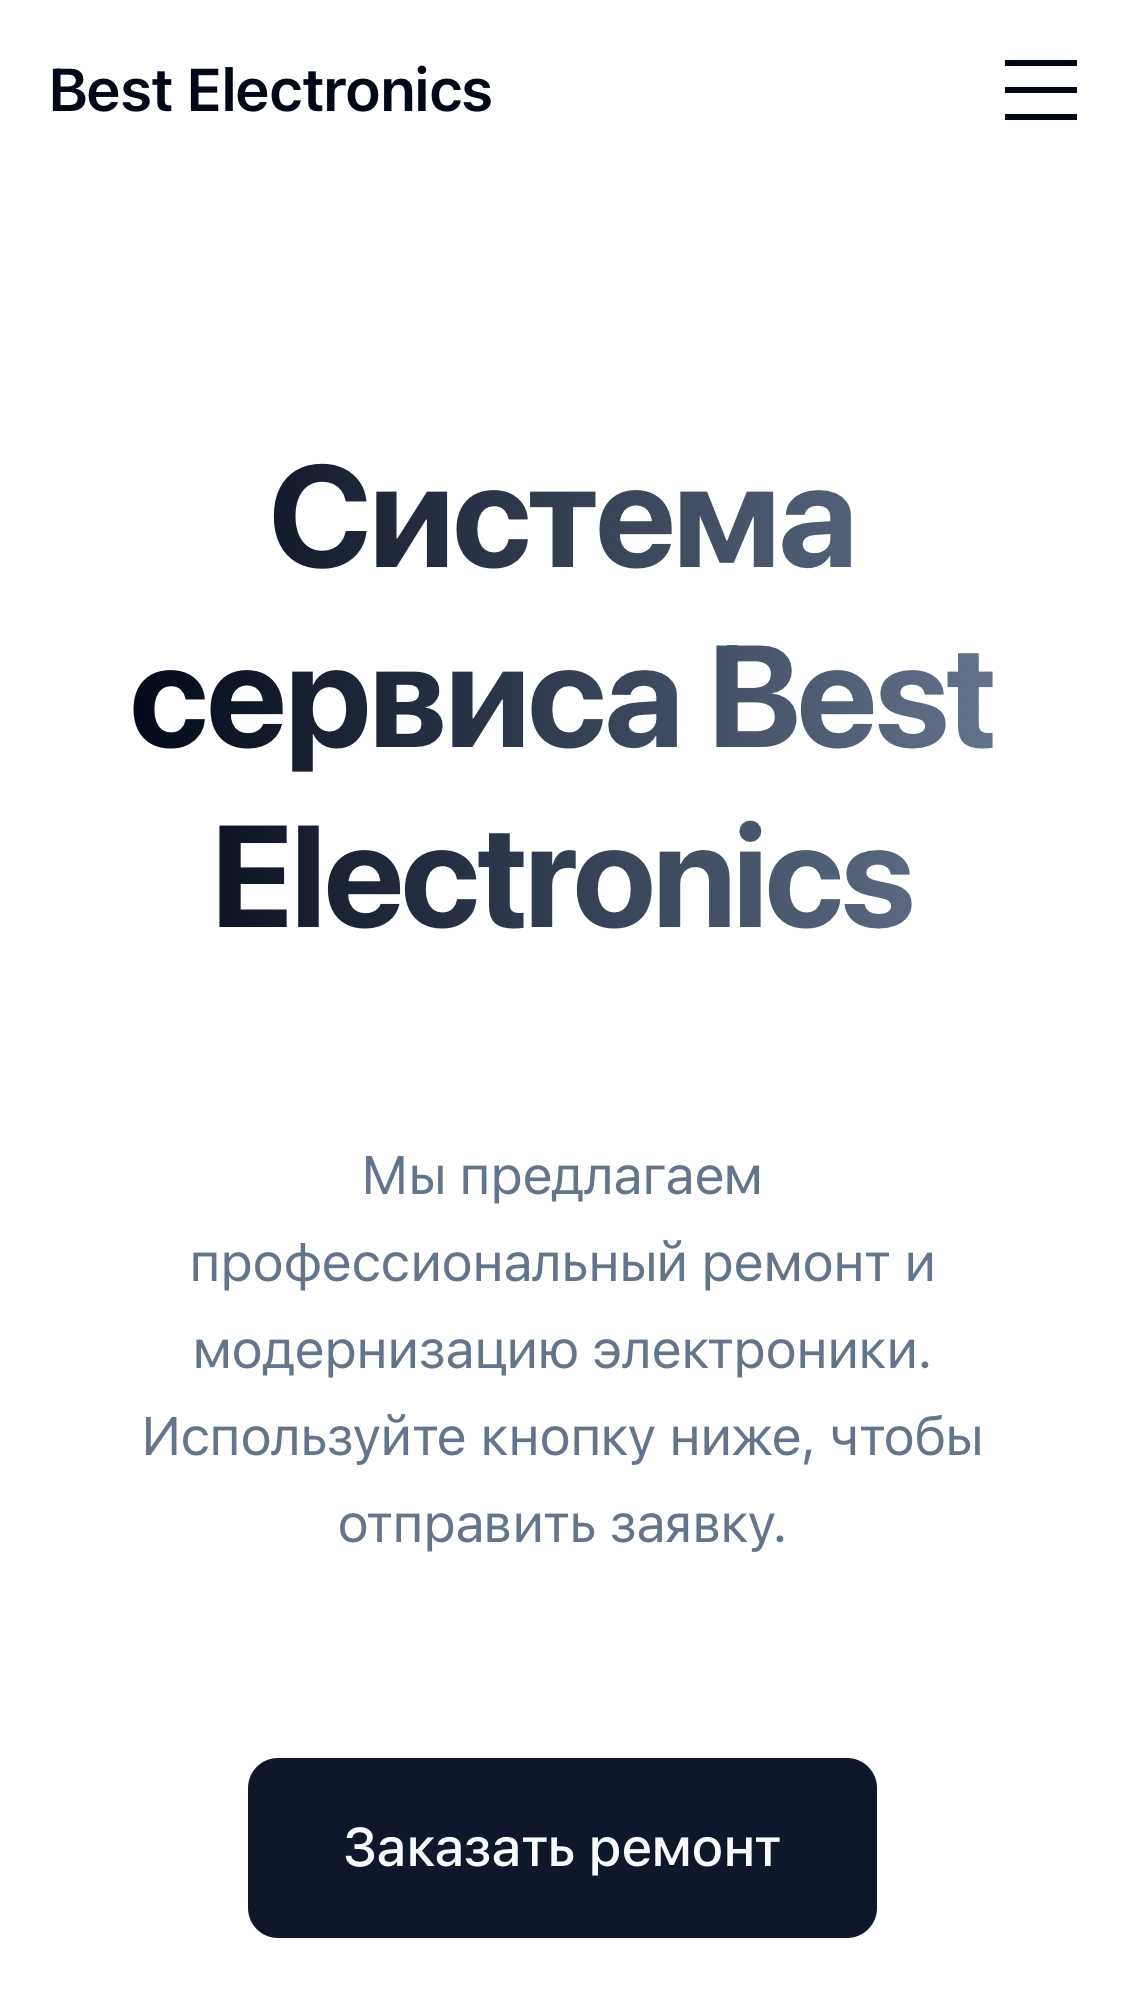 Best Electronics
Система
сервиса Best
Electronics
Мы предлагаем
профессиональный ремонт и
модернизацию электроники.
Используйте кнопку ниже, чтобы
отправить заявку.
Заказать ремонт